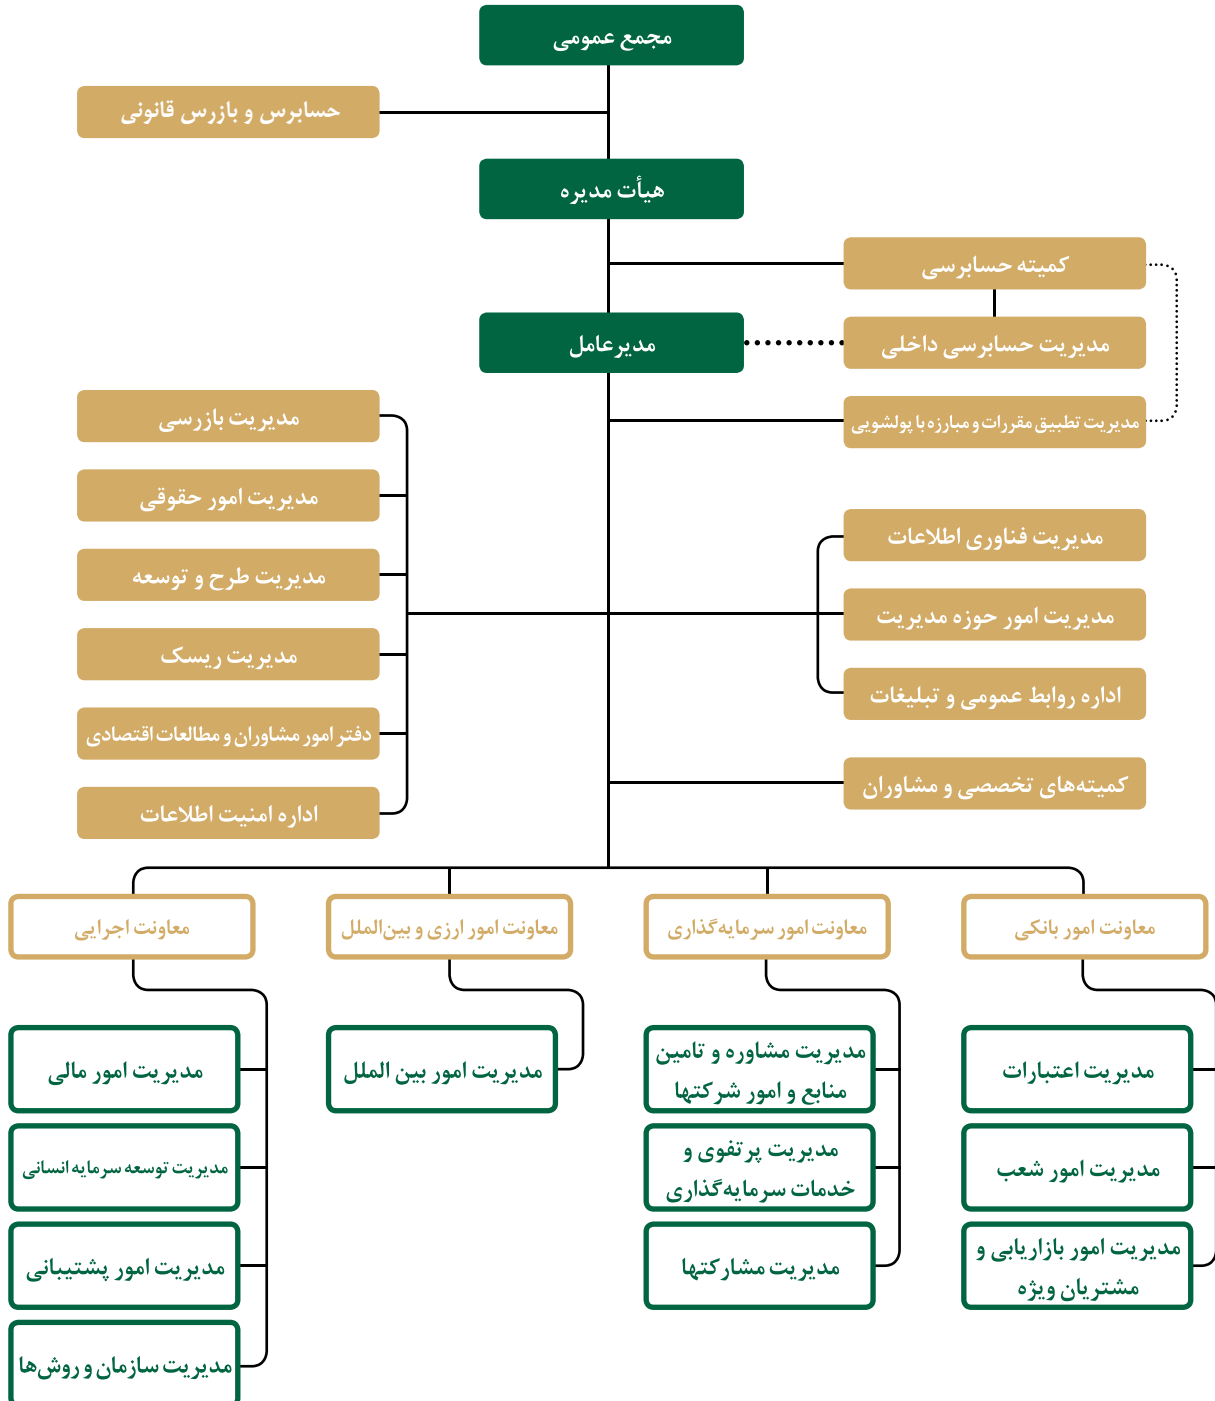 مجمع عمومی
حسابرس و بازرس قانونی
هیأت مدیره
کمیته حسابرسی
مدیرعامل
مدیریت حسابرسی داخلی
مدیریت تطبیق مقررات و مبارزه با پولشویی
مدیریت بازرسی
مدیریت امور حقوقی
مدیریت طرح و توسعه
مدیریت ریسک
دفتر امور مشاوران و مطالعات اقتصادی
اداره امنیت اطلاعات
مدیریت فناوری اطلاعات
مدیریت امور حوزه مدیریت
اداره روابط عمومی و تبلیغات
کمیته‌های تخصصی و مشاوران
معاونت امور بانکی
معاونت امور سرمایه‌گذاری
معاونت امور ارزی و بین‌الملل
معاونت اجرایی
مدیریت اعتبارات
مدیریت امور شعب
مدیریت امور بازاریابی و
مشتریان ویژه
مدیریت مشاوره و تامین
منابع و امور شرکتها
مدیریت پرتفوی و
خدمات سرمایه‌گذاری
مدیریت مشارکتها
مدیریت امور بین الملل
مدیریت امور مالی
مدیریت توسعه سرمایه انسانی
مدیریت امور پشتیبانی
مدیریت سازمان و روش‌ها